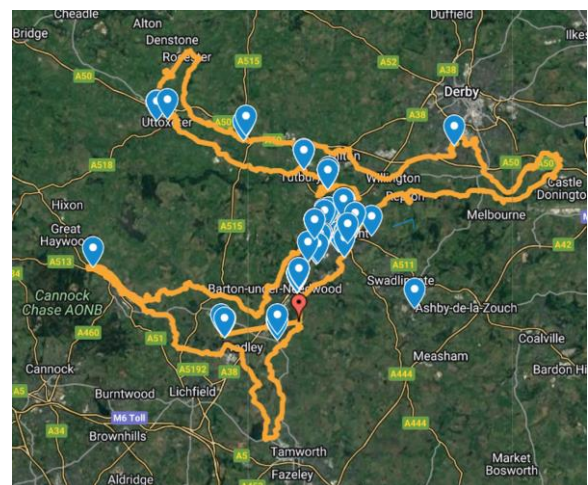 Cheadle
Alton
Duffield
Bridge
Denstone
A515
A52
A38
Ilkes
Rocester
A50
Derby
Uttoxeter
A50
A38
A518
Tutbury
Willington
A50
A50
Castle
Donington
Hixon
Repton
Melbourne
Great
Haywood
A515
A42
A513
A511
Swadlincote
Cannock
Chase AONB
Barton-under-Needwood
Ashby-de-la-Zouch
A460
A51
Coalville
Measham
Bardon Hi
Cannock
A5192
A38
A444
Burntwood
Lichfield
A5
M6 Toll
A34
Brownhills
A5
Tamworth
A444
Market
Bosworth
Aldridge
Fazeley